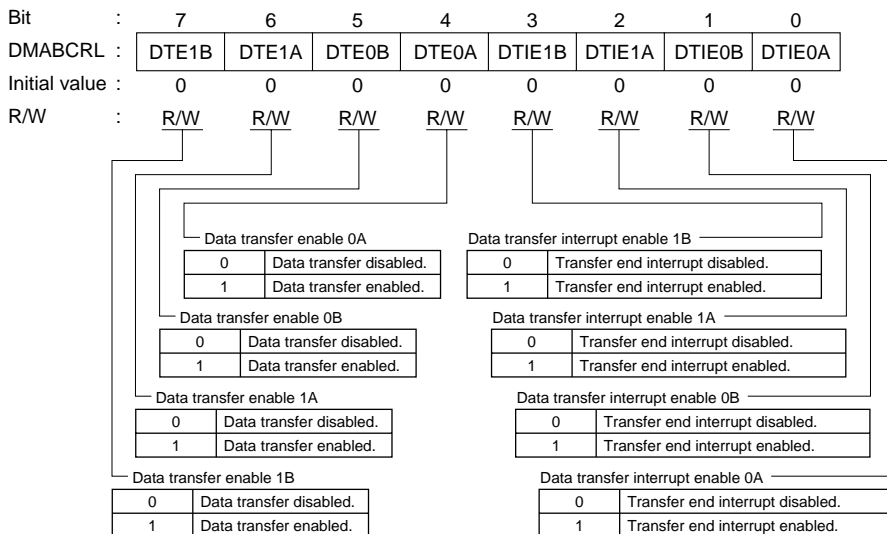 Bit : 7 6 5 4 3 2 1 0
DMABCRL : DTE1B DTE1A DTE0B DTE0A DTIE1B DTIE1A DTIE0B DTIE0A
Initial value : 0 0 0 0 0 0 0 0
R/W : R/W R/W R/W R/W R/W R/W R/W R/W
Data transfer enable 0A
0 Data transfer disabled.
1 Data transfer enabled.
Data transfer interrupt enable 1B
0 Transfer end interrupt disabled.
1 Transfer end interrupt enabled.
Data transfer enable 0B
0 Data transfer disabled.
1 Data transfer enabled.
Data transfer interrupt enable 1A
0 Transfer end interrupt disabled.
1 Transfer end interrupt enabled.
Data transfer enable 1A
0 Data transfer disabled.
1 Data transfer enabled.
Data transfer interrupt enable 0B
0 Transfer end interrupt disabled.
1 Transfer end interrupt enabled.
Data transfer enable 1B
0 Data transfer disabled.
1 Data transfer enabled.
Data transfer interrupt enable 0A
0 Transfer end interrupt disabled.
1 Transfer end interrupt enabled.